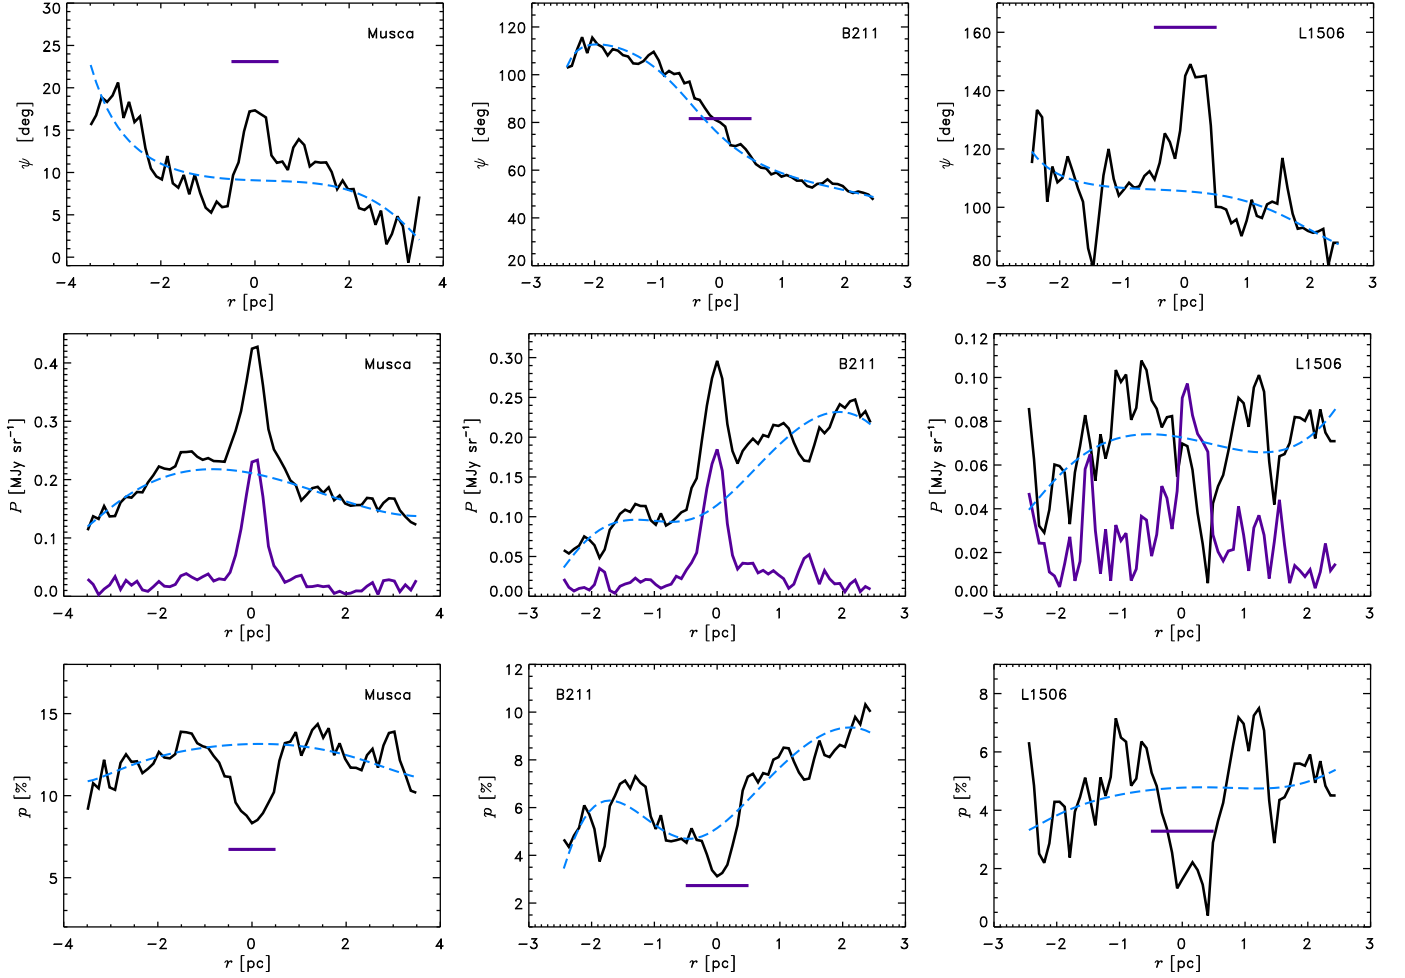 30
25
20
15
10
5
0
ψ [deg]
Musca
−4 −2 0 2 4
r [pc]
120
100
80
60
40
20
ψ [deg]
B211
−3 −2 −1 0 1 2 3
r [pc]
160
140
120
100
80
ψ [deg]
L1506
−3 −2 −1 0 1 2 3
r [pc]
0.4
0.3
0.2
0.1
0.0
P [MJy sr⁻¹]
Musca
−4 −2 0 2 4
r [pc]
0.30
0.25
0.20
0.15
0.10
0.05
0.00
P [MJy sr⁻¹]
B211
−3 −2 −1 0 1 2 3
r [pc]
0.12
0.10
0.08
0.06
0.04
0.02
0.00
P [MJy sr⁻¹]
L1506
−3 −2 −1 0 1 2 3
r [pc]
15
10
5
p [%]
Musca
−4 −2 0 2 4
r [pc]
12
10
8
6
4
2
p [%]
B211
−3 −2 −1 0 1 2 3
r [pc]
8
6
4
2
0
p [%]
L1506
−3 −2 −1 0 1 2 3
r [pc]